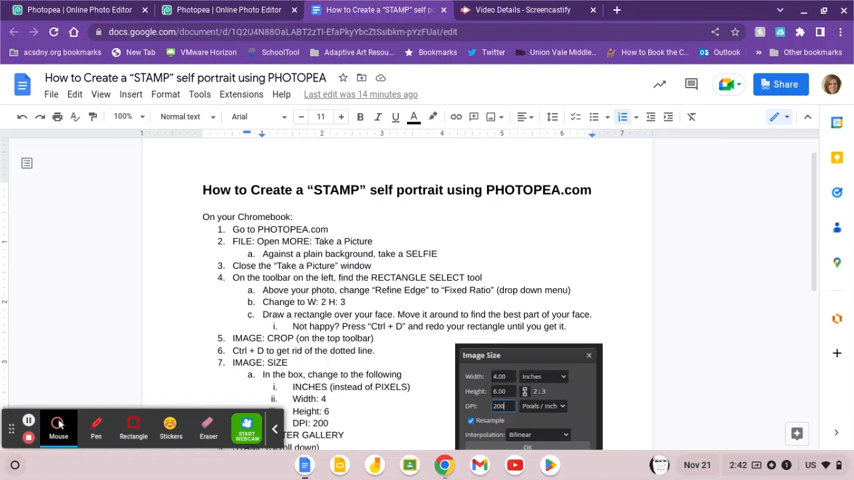 Photopea | Online Photo Editor
Photopea | Online Photo Editor
How to Create a “STAMP” self p
Video Details - Screencastify
docs.google.com/document/d/1Q2U4N88OaLABT2zTI-EfaPkyYbcZtSsibkm-pYzFUaI/edit
acsdny.org bookmarks
New Tab
VMware Horizon
SchoolTool
Adaptive Art Resou...
Bookmarks
Twitter
Union Vale Middle...
How to Book the C...
Outlook
Other bookmarks
How to Create a “STAMP” self portrait using PHOTOPEA
File Edit View Insert Format Tools Extensions Help Last edit was 14 minutes ago
Share
100% Normal text Arial 11
1 1 2 3 4 5 6 7
How to Create a “STAMP” self portrait using PHOTOPEA.com
On your Chromebook:
1. Go to PHOTOPEA.com
2. FILE: Open MORE: Take a Picture
a. Against a plain background, take a SELFIE
3. Close the “Take a Picture” window
4. On the toolbar on the left, find the RECTANGLE SELECT tool
a. Above your photo, change “Refine Edge” to “Fixed Ratio” (drop down menu)
b. Change to W: 2 H: 3
c. Draw a rectangle over your face. Move it around to find the best part of your face.
i. Not happy? Press “Ctrl + D” and redo your rectangle until you get it.
5. IMAGE: CROP (on the top toolbar)
6. Ctrl + D to get rid of the dotted line.
7. IMAGE: SIZE
a. In the box, change to the following
i. INCHES (instead of PIXELS)
ii. Width: 4
Height: 6
DPI: 200
TER GALLERY
Image Size
Width: 4.00 Inches
Height: 6.00 2 : 3
DPI: 200 Pixels / Inch
Resample
Interpolation: Bilinear
OK
Mouse
Pen
Rectangle
Stickers
Eraser
START WEBCAM
Nov 21
2:42
US